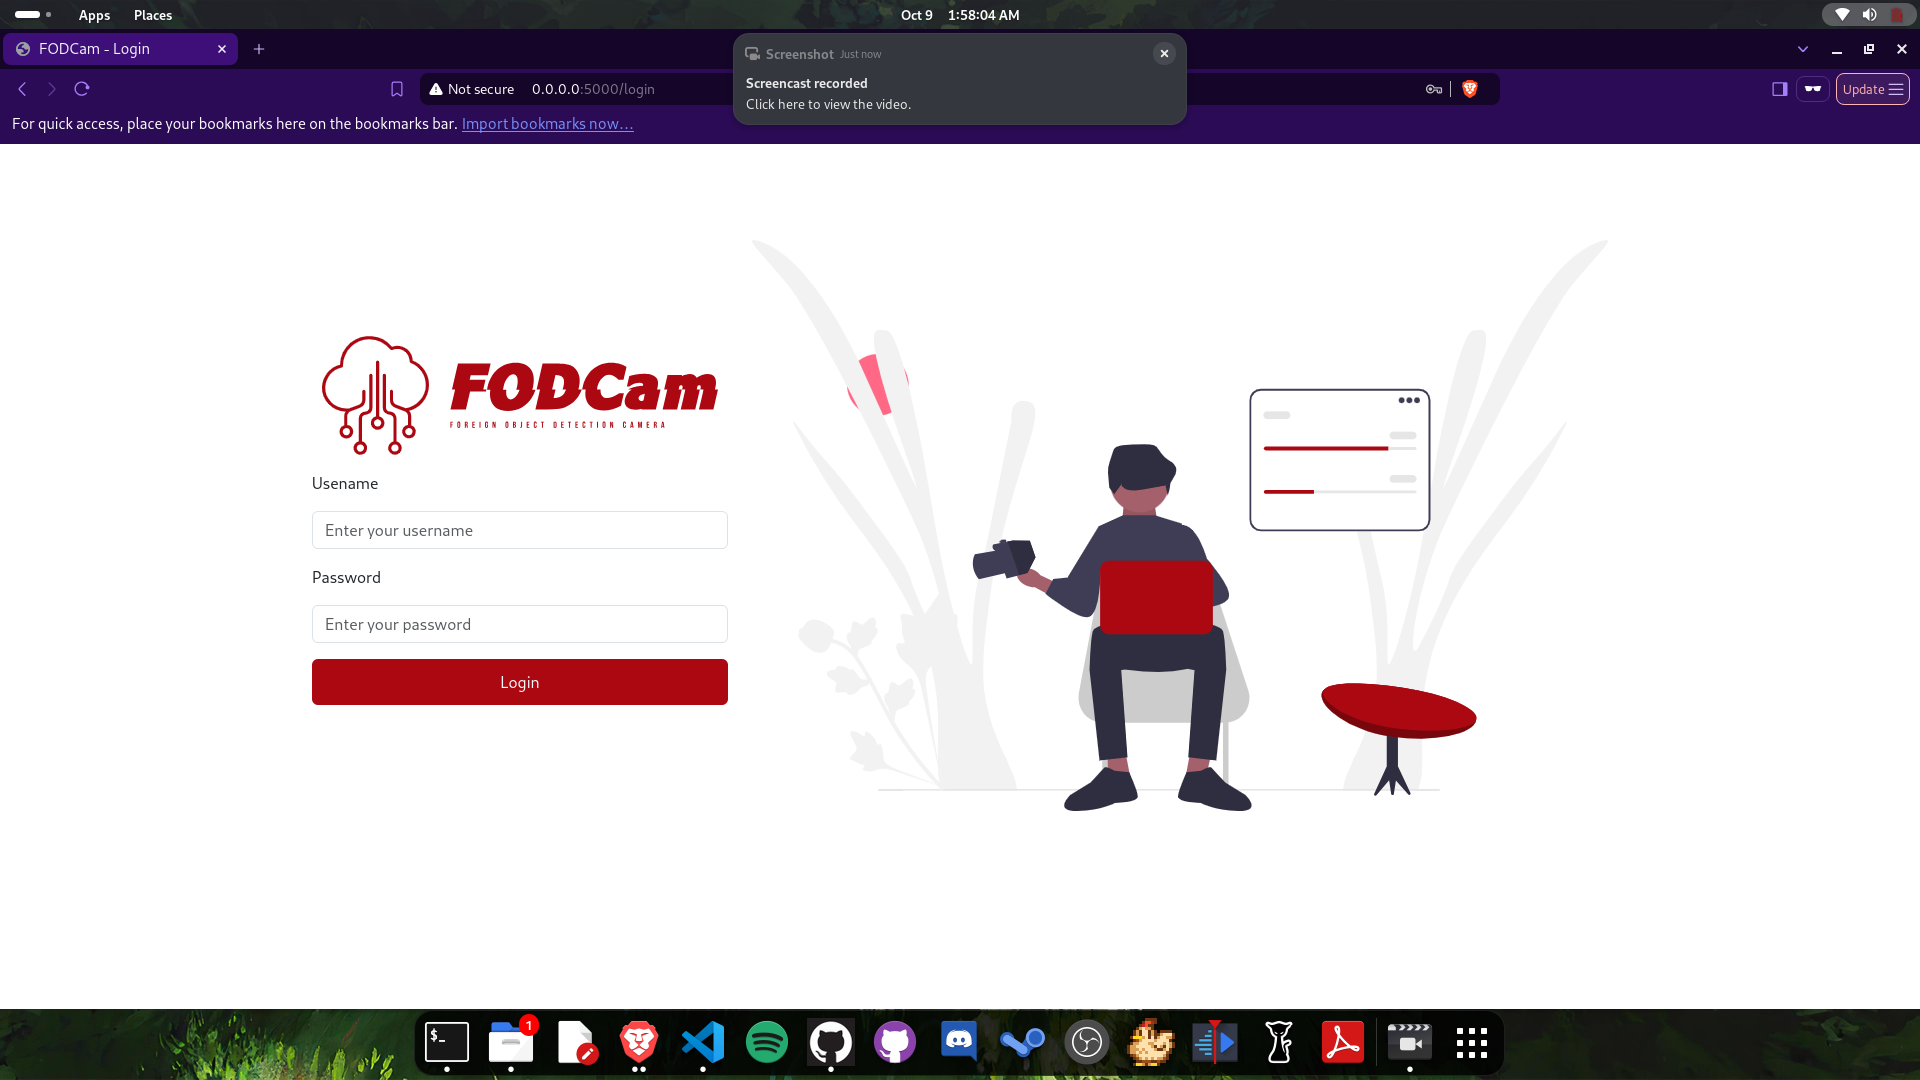 Apps Places Oct 9 1:58:04 AM
FODCam - Login
Screenshot Just now
Screencast recorded
Click here to view the video.
Not secure 0.0.0.0:5000/login
Update
For quick access, place your bookmarks here on the bookmarks bar. Import bookmarks now...
FODCam
FOREIGN OBJECT DETECTION CAMERA
Usename
Enter your username
Password
Enter your password
Login
$_
1